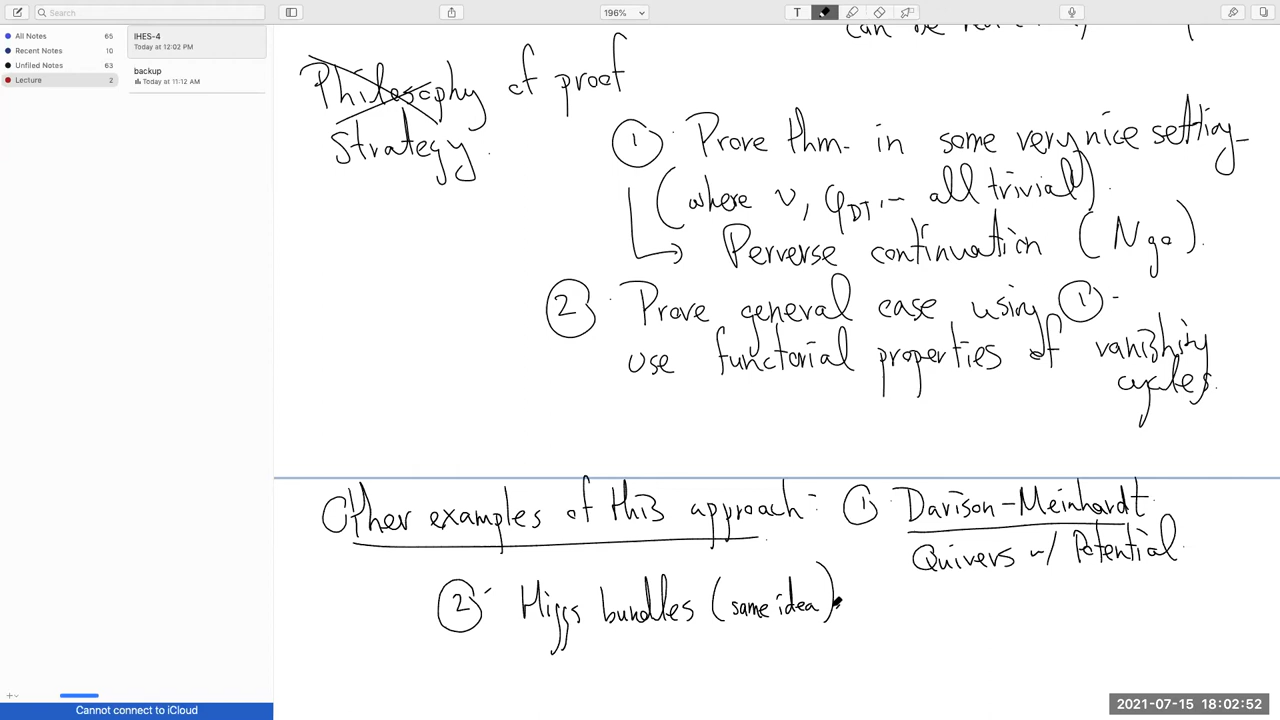 Search
196%
T
All Notes 65
Recent Notes 10
Unfiled Notes 63
Lecture 2
IHES-4
Today at 12:02 PM
backup
Today at 11:12 AM
can be
Philosophy of proof
Strategy.
① Prove thm. in some very nice setting
(where ν, φDT, ... all trivial).
Perverse continuation (Ngo).
② Prove general case using ①.
use functorial properties of vanishing
cycles.
Other examples of this approach: ① Davison-Meinhardt
Quivers w/ Potential
② Higgs bundles (same idea)
Cannot connect to iCloud
2021-07-15 18:02:52